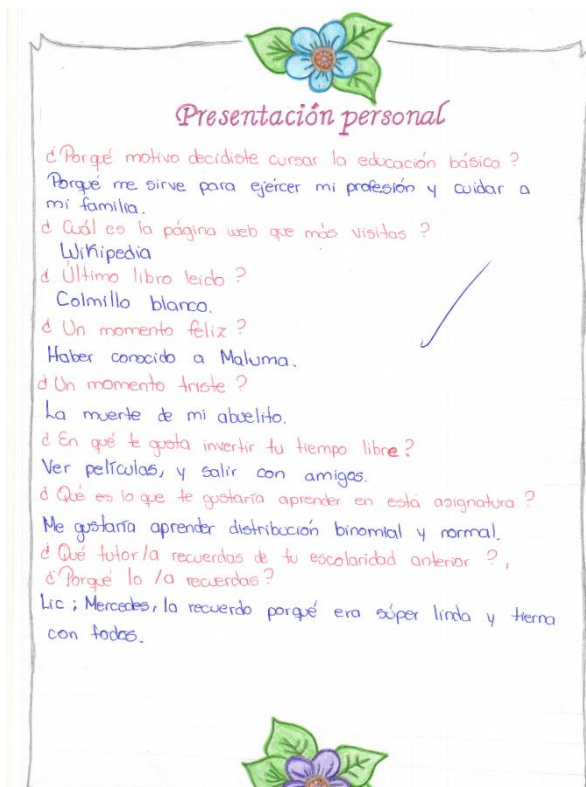 Presentación personal
¿Porqué motivo decidiste cursar la educación básica?
Porqué me sirve para ejercer mi profesión y cuidar a
mi familia.
¿Cuál es la página web que más visitas?
Wikipedia
¿Último libro leido?
Colmillo blanco.
¿Un momento feliz?
Haber conocido a Maluma.
¿Un momento triste?
La muerte de mi abuelito.
¿En qué te gusta invertir tu tiempo libre?
Ver películas, y salir con amigos.
¿Qué es lo que te gustaría aprender en está asignatura?
Me gustaría aprender distribución binomial y normal.
¿Qué tutor/a recuerdas de tu escolaridad anterior?,
¿Porqué lo/a recuerdas?
Lic; Mercedes, la recuerdo porqué era súper linda y tierna
con todos.